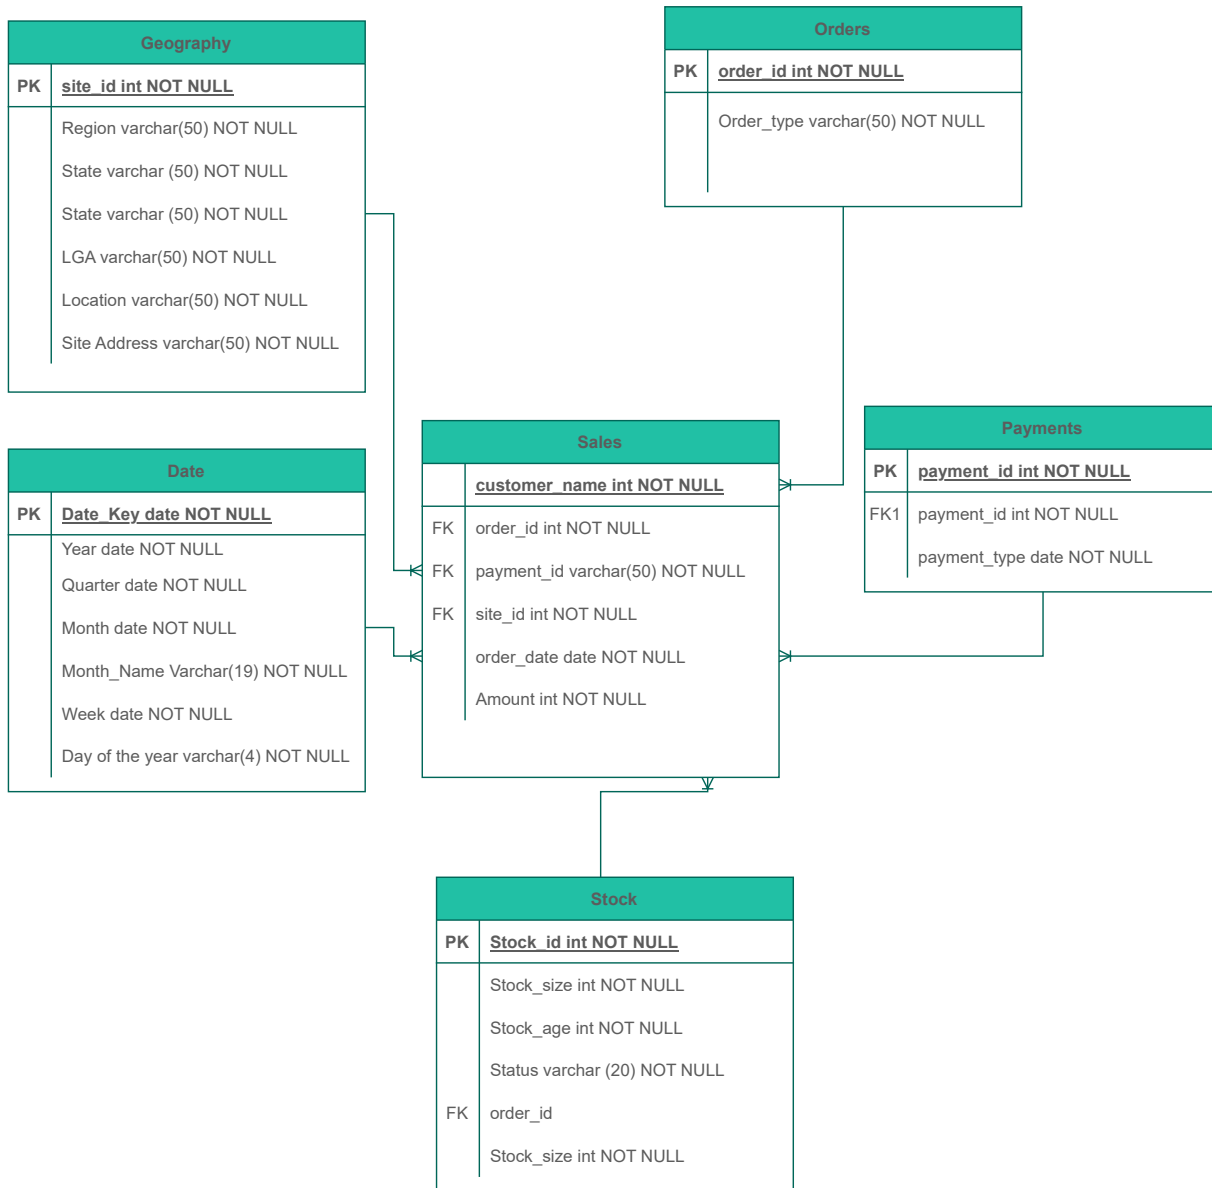 Geography
PK site_id int NOT NULL
Region varchar(50) NOT NULL
State varchar (50) NOT NULL
State varchar (50) NOT NULL
LGA varchar(50) NOT NULL
Location varchar(50) NOT NULL
Site Address varchar(50) NOT NULL
Orders
PK order_id int NOT NULL
Order_type varchar(50) NOT NULL
Date
PK Date_Key date NOT NULL
Year date NOT NULL
Quarter date NOT NULL
Month date NOT NULL
Month_Name Varchar(19) NOT NULL
Week date NOT NULL
Day of the year varchar(4) NOT NULL
Sales
customer_name int NOT NULL
FK order_id int NOT NULL
FK payment_id varchar(50) NOT NULL
FK site_id int NOT NULL
order_date date NOT NULL
Amount int NOT NULL
Payments
PK payment_id int NOT NULL
FK1 payment_id int NOT NULL
payment_type date NOT NULL
Stock
PK Stock_id int NOT NULL
Stock_size int NOT NULL
Stock_age int NOT NULL
Status varchar (20) NOT NULL
FK order_id
Stock_size int NOT NULL